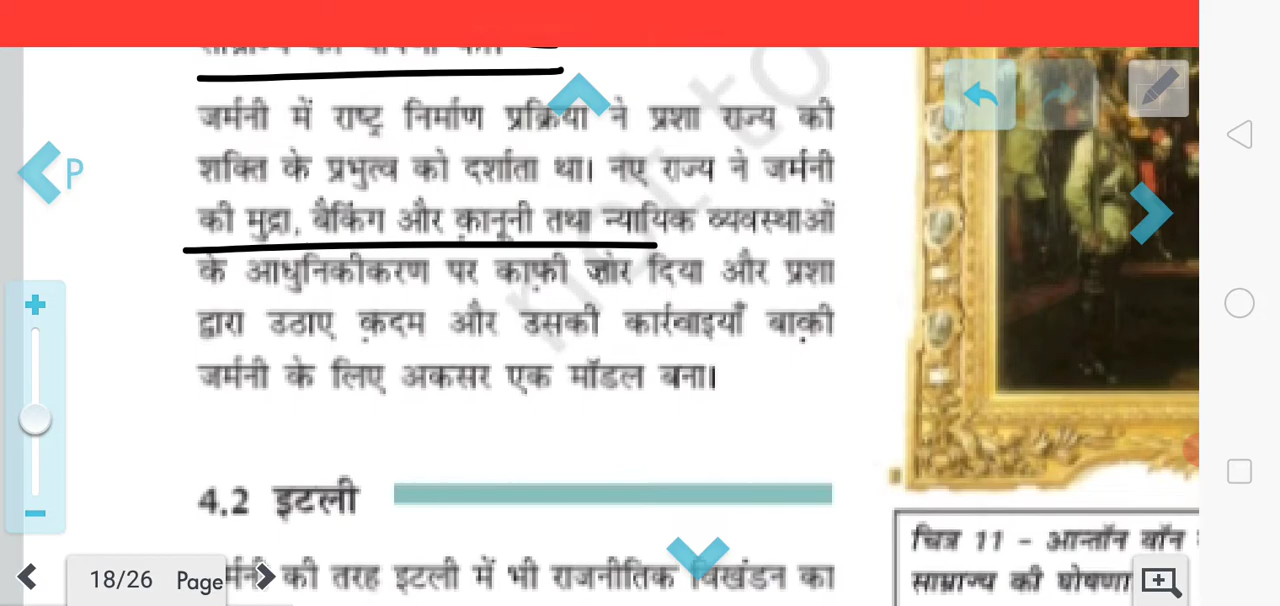 जर्मनी में राष्ट्र निर्माण प्रक्रिया ने प्रशा राज्य की
शक्ति के प्रभुत्व को दर्शाता था। नए राज्य ने जर्मनी
की मुद्रा, बैकिंग और क़ानूनी तथा न्यायिक व्यवस्थाओं
के आधुनिकीकरण पर काफ़ी ज़ोर दिया और प्रशा
द्वारा उठाए क़दम और उसकी कार्रवाइयाँ बाक़ी
जर्मनी के लिए अकसर एक मॉडल बना।
4.2 इटली
की तरह इटली में भी राजनीतिक विखंडन का
चित्र 11 - आन्तॉन वॉन
साम्राज्य की घोषणा
P
18/26 Page
not to